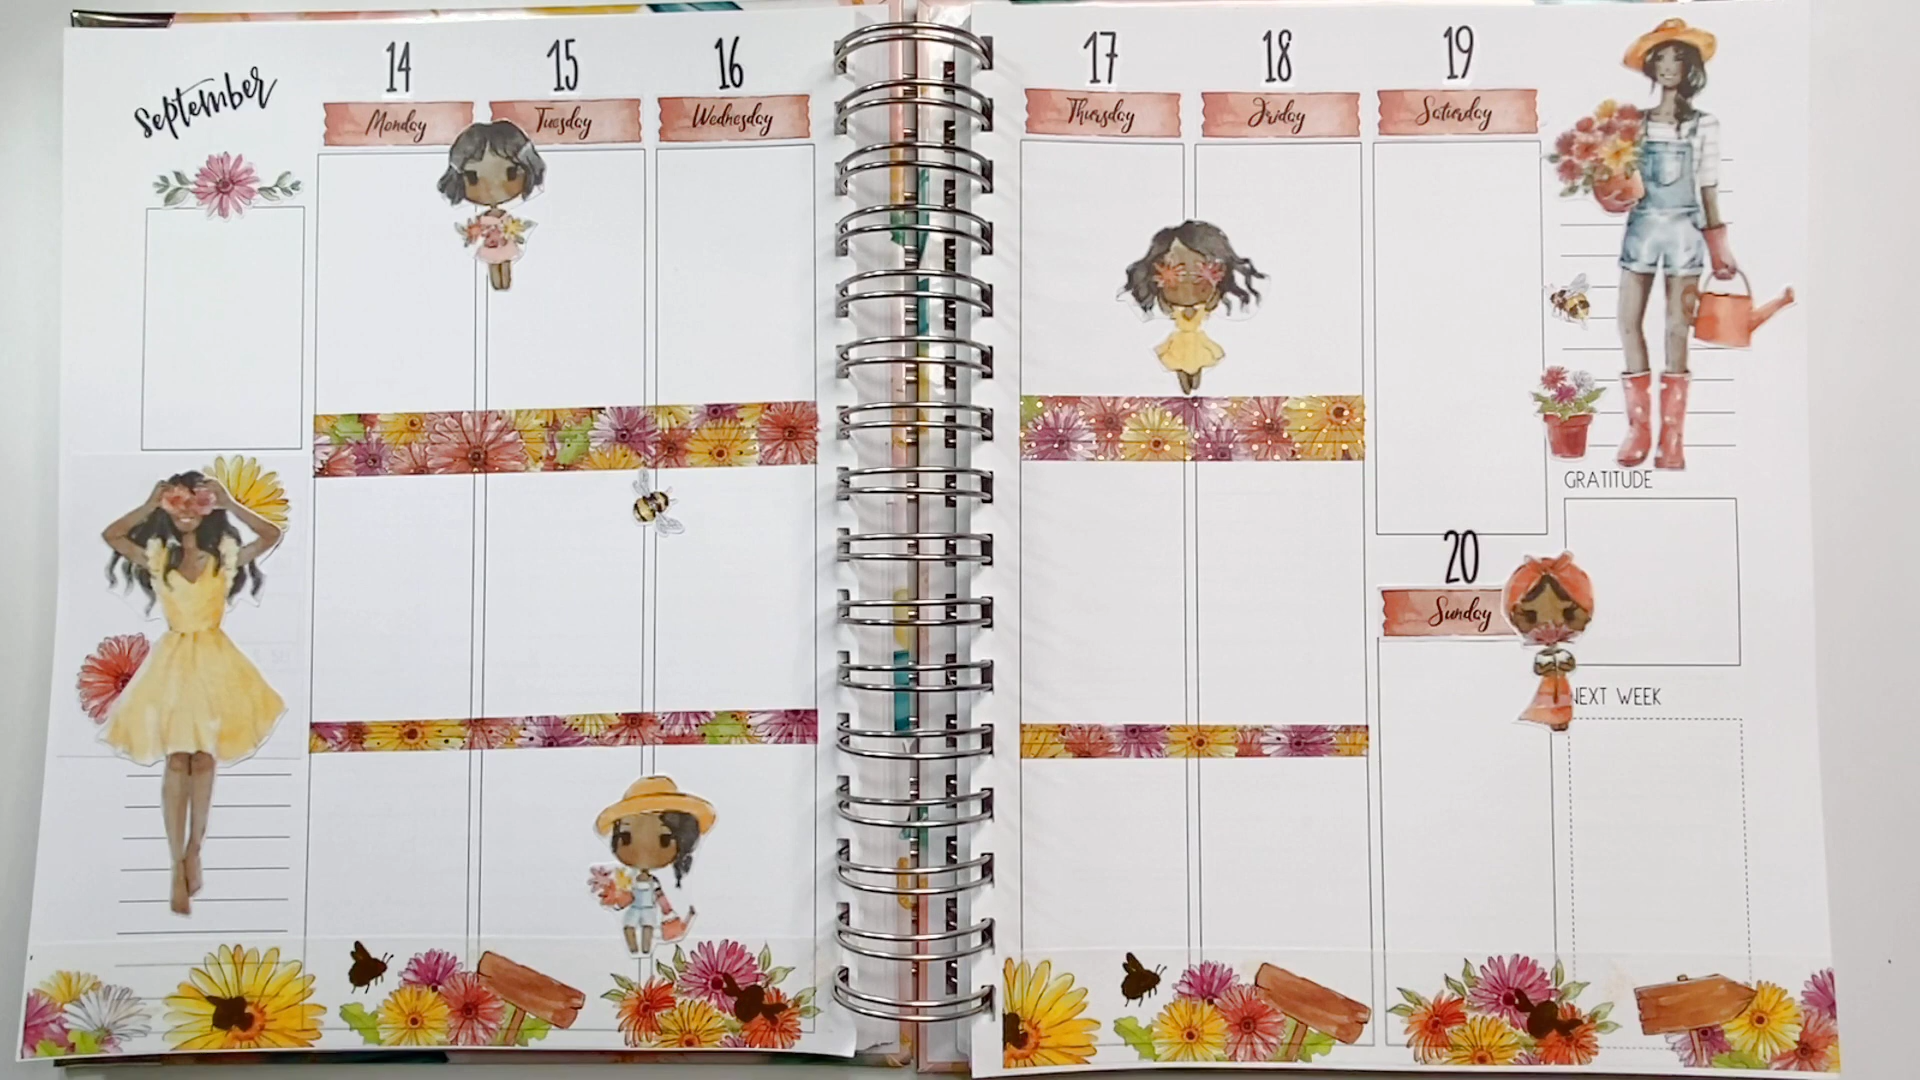 September
14
15
16
Monday
Tuesday
Wednesday
17
18
19
Thursday
Friday
Saturday
GRATITUDE
20
Sunday
NEXT WEEK